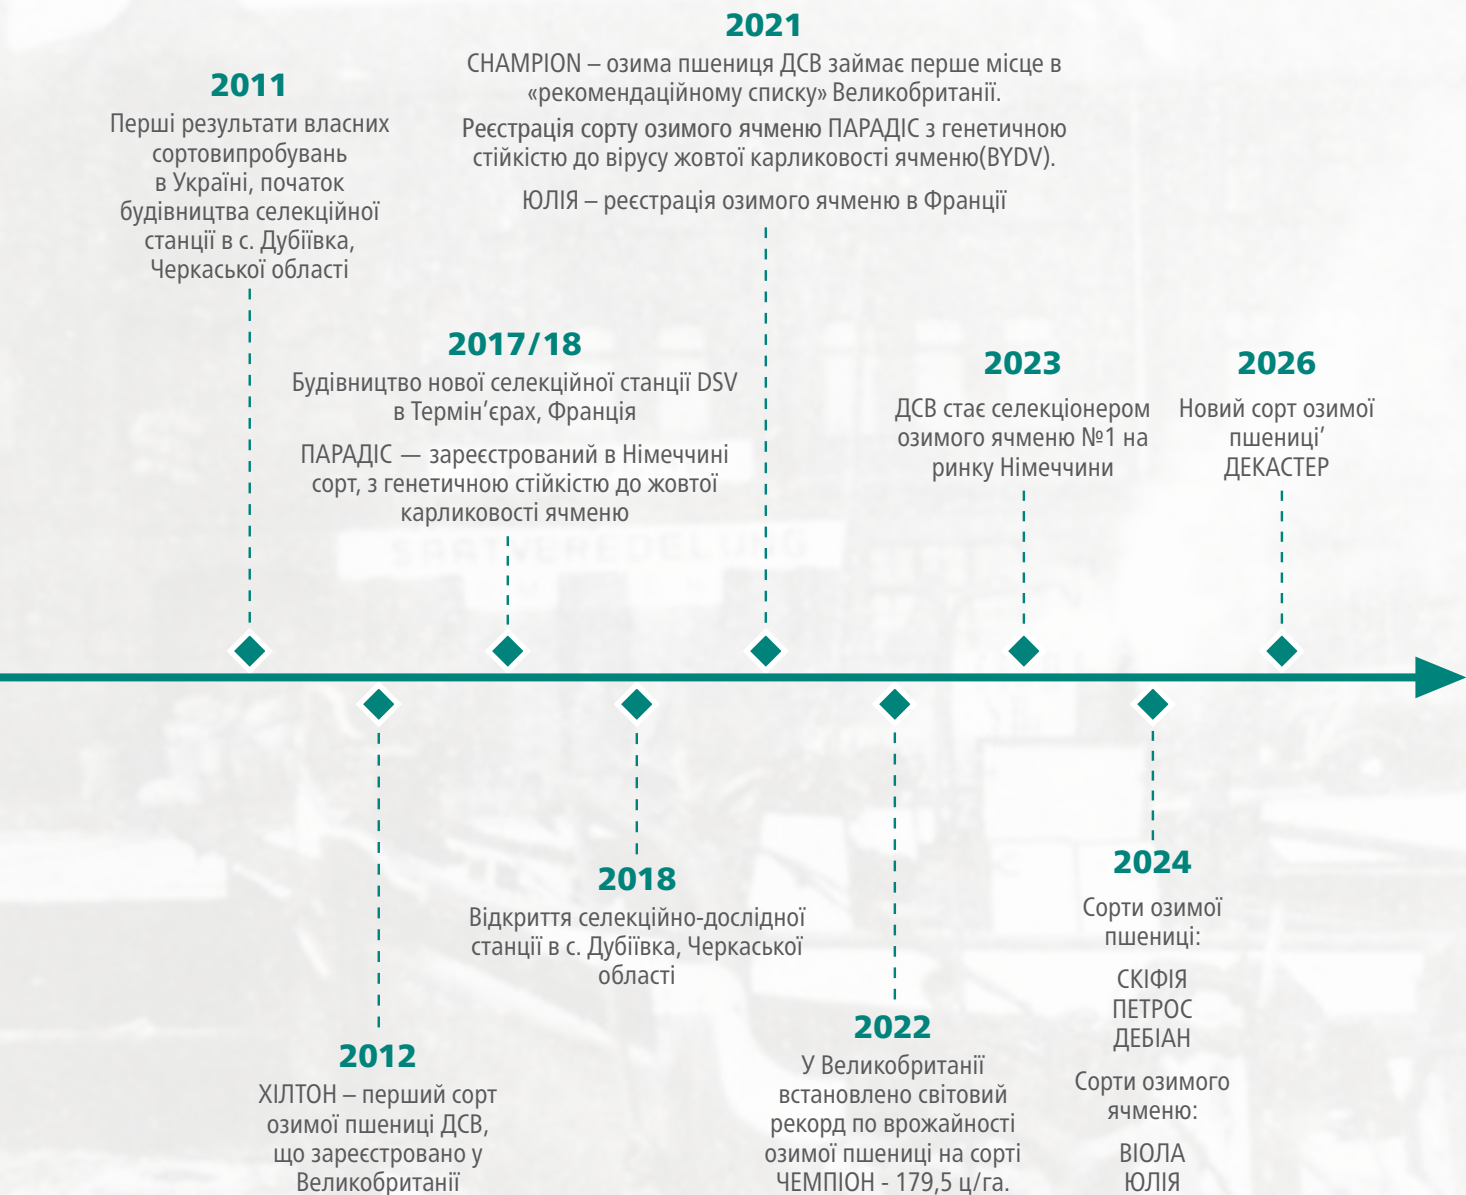 2021
CHAMPION – озима пшениця ДСВ займає перше місце в
«рекомендаційному списку» Великобританії.
Реєстрація сорту озимого ячменю ПАРАДІС з генетичною
стійкістю до вірусу жовтої карликовості ячменю(BYDV).
ЮЛІЯ – реєстрація озимого ячменю в Франції
2011
Перші результати власних
сортовипробувань
в Україні, початок
будівництва селекційної
станції в с. Дубіївка,
Черкаської області
2017/18
Будівництво нової селекційної станції DSV
в Термін’єрах, Франція
ПАРАДІС — зареєстрований в Німеччині
сорт, з генетичною стійкістю до жовтої
карликовості ячменю
2023
ДСВ стає селекціонером
озимого ячменю №1 на
ринку Німеччини
2026
Новий сорт озимої
пшениці’
ДЕКАСТЕР
SAATVEREDELUNG
2012
ХІЛТОН – перший сорт
озимої пшениці ДСВ,
що зареєстровано у
Великобританії
2018
Відкриття селекційно-дослідної
станції в с. Дубіївка, Черкаської
області
2022
У Великобританії
встановлено світовий
рекорд по врожайності
озимої пшениці на сорті
ЧЕМПІОН - 179,5 ц/га.
2024
Сорти озимої
пшениці:
СКІФІЯ
ПЕТРОС
ДЕБІАН
Сорти озимого
ячменю:
ВІОЛА
ЮЛІЯ